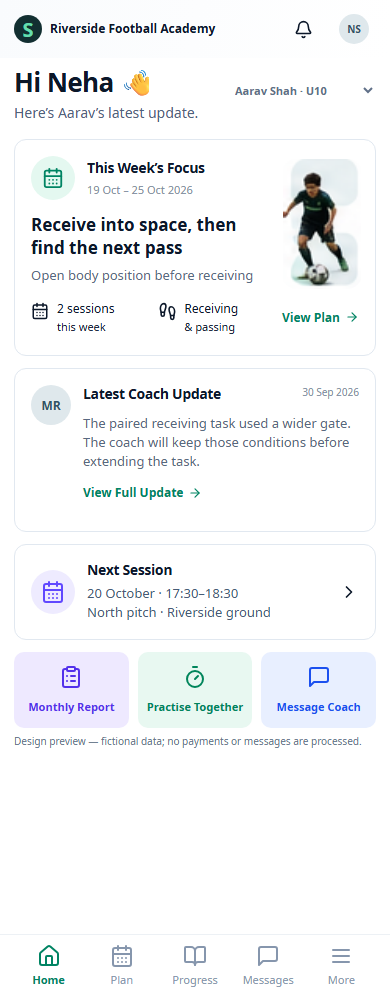 S Riverside Football Academy
NS
Hi Neha 👋
Aarav Shah · U10
Here’s Aarav’s latest update.
This Week’s Focus
19 Oct – 25 Oct 2026
Receive into space, then
find the next pass
Open body position before receiving
2 sessions
this week
Receiving
& passing
View Plan →
MR
Latest Coach Update
30 Sep 2026
The paired receiving task used a wider gate.
The coach will keep those conditions before
extending the task.
View Full Update →
Next Session
20 October · 17:30–18:30
North pitch · Riverside ground
Monthly Report
Practise Together
Message Coach
Design preview — fictional data; no payments or messages are processed.
Home
Plan
Progress
Messages
More